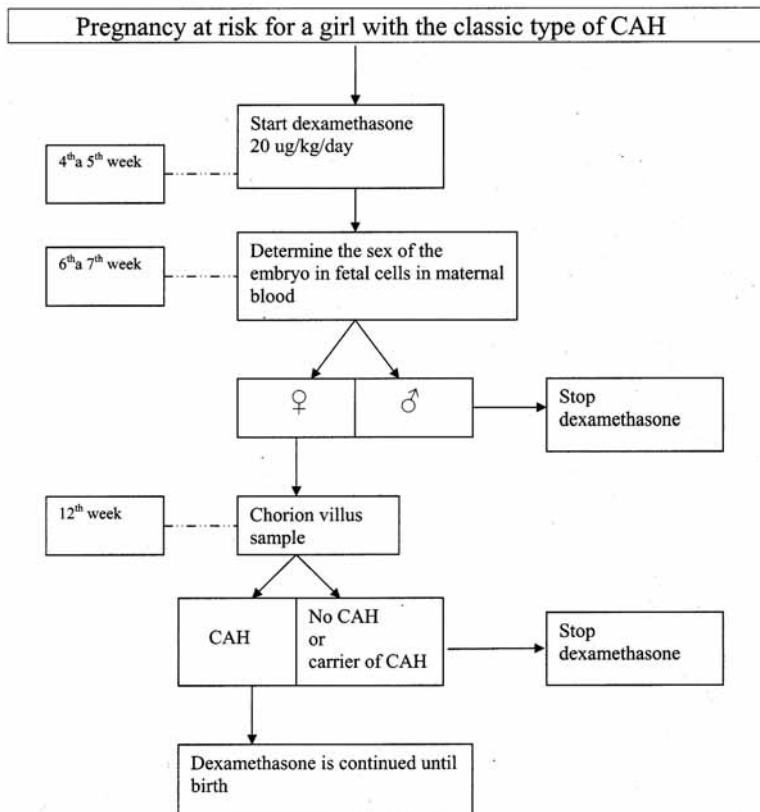 Pregnancy at risk for a girl with the classic type of CAH
Start dexamethasone
20 ug/kg/day
4ᵗʰa 5ᵗʰ week
Determine the sex of the
embryo in fetal cells in maternal
blood
6ᵗʰa 7ᵗʰ week
♀
♂
Stop
dexamethasone
12ᵗʰ week
Chorion villus
sample
CAH
No CAH
or
carrier of CAH
Stop
dexamethasone
Dexamethasone is continued until
birth